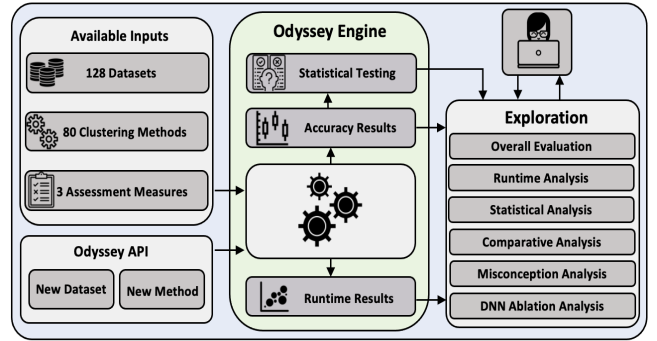 Available Inputs
128 Datasets
80 Clustering Methods
3 Assessment Measures
Odyssey API
New Dataset
New Method
Odyssey Engine
Statistical Testing
Accuracy Results
Runtime Results
Exploration
Overall Evaluation
Runtime Analysis
Statistical Analysis
Comparative Analysis
Misconception Analysis
DNN Ablation Analysis